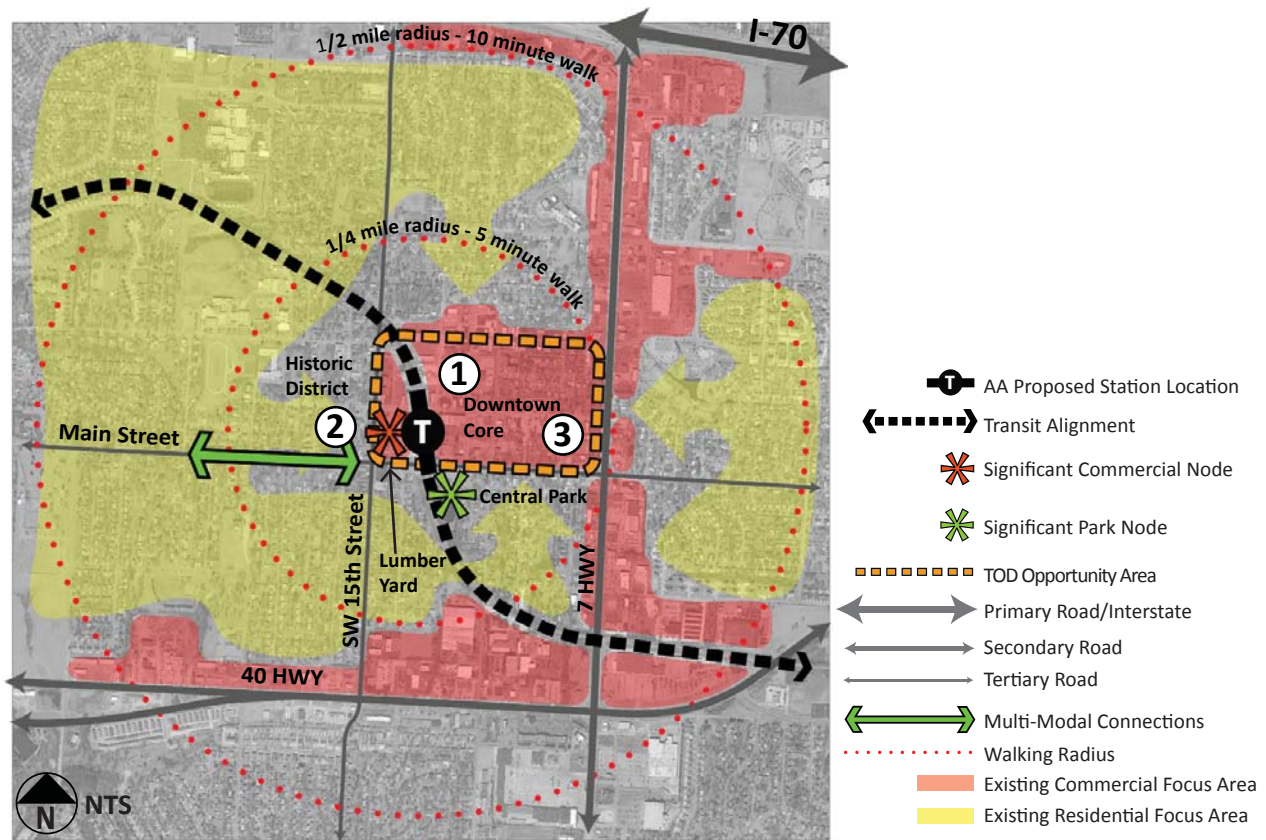 I-70
1/2 mile radius - 10 minute walk
1/4 mile radius - 5 minute walk
Historic
District
1
2
T
Downtown
Core
3
Main Street
Central Park
Lumber
Yard
SW 15th Street
7 HWY
40 HWY
N
NTS
T
AA Proposed Station Location
Transit Alignment
Significant Commercial Node
Significant Park Node
TOD Opportunity Area
Primary Road/Interstate
Secondary Road
Tertiary Road
Multi-Modal Connections
Walking Radius
Existing Commercial Focus Area
Existing Residential Focus Area